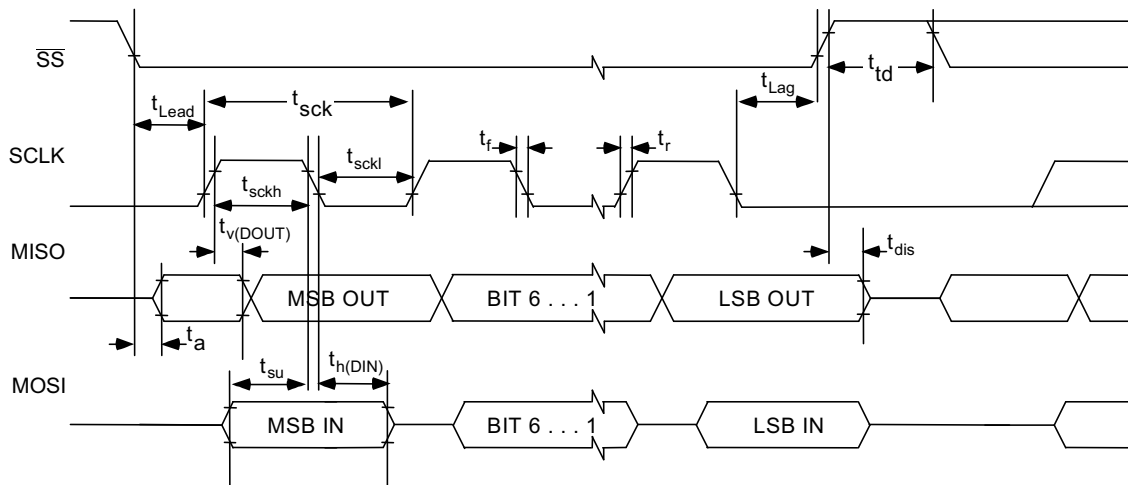 SS
t_td
t_Lead
t_sck
t_Lag
SCLK
t_f
t_r
t_sckl
t_sckh
t_v(DOUT)
MISO
t_dis
MSB OUT
BIT 6 . . . 1
LSB OUT
t_a
t_su
t_h(DIN)
MOSI
MSB IN
BIT 6 . . . 1
LSB IN